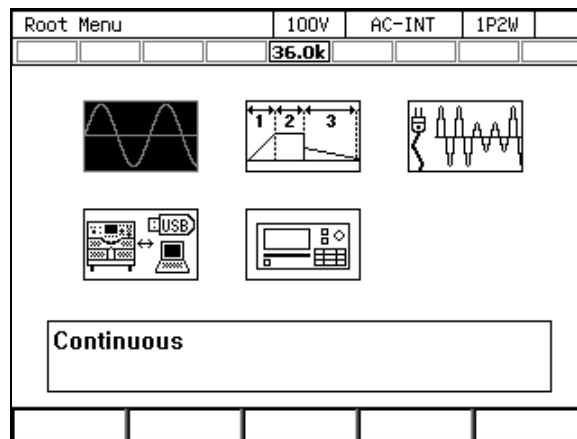 Root Menu 100V AC-INT 1P2W
36.0k
1 2 3
USB
Continuous